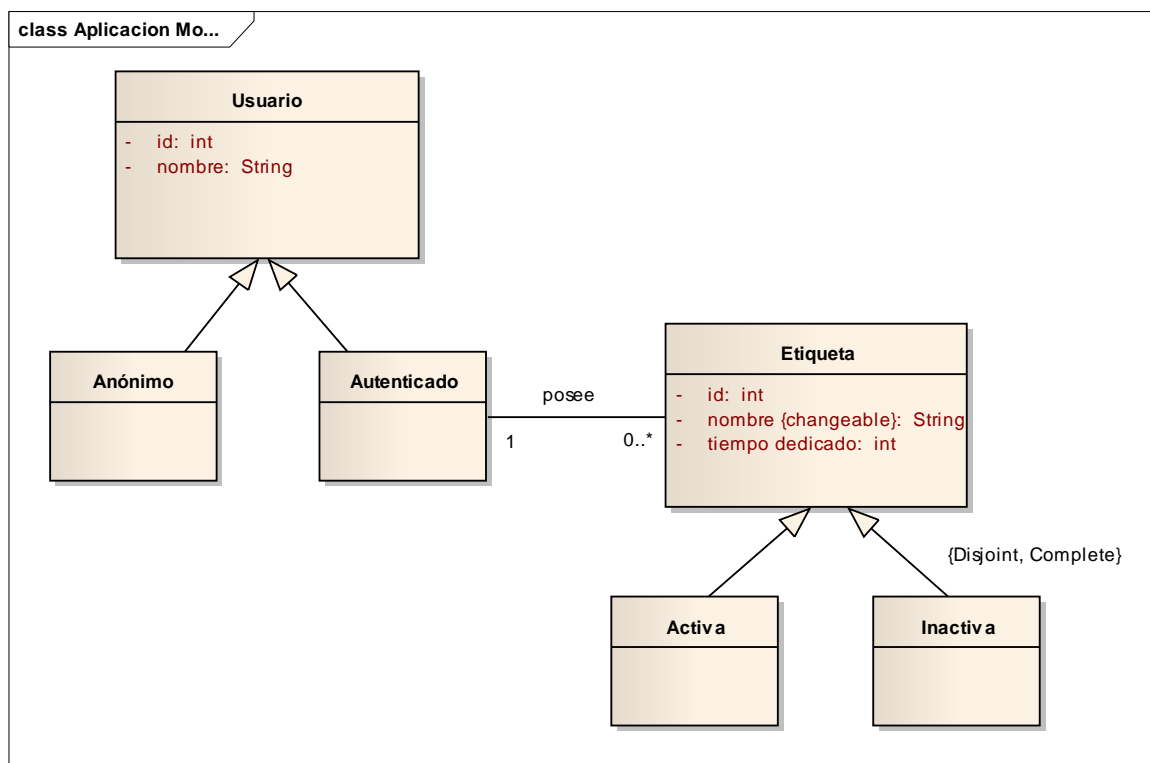 class Aplicacion Mo...
Usuario
- id: int
- nombre: String
Anónimo
Autenticado
posee
1
0..*
Etiqueta
- id: int
- nombre {changeable}: String
- tiempo dedicado: int
{Disjoint, Complete}
Activa
Inactiva